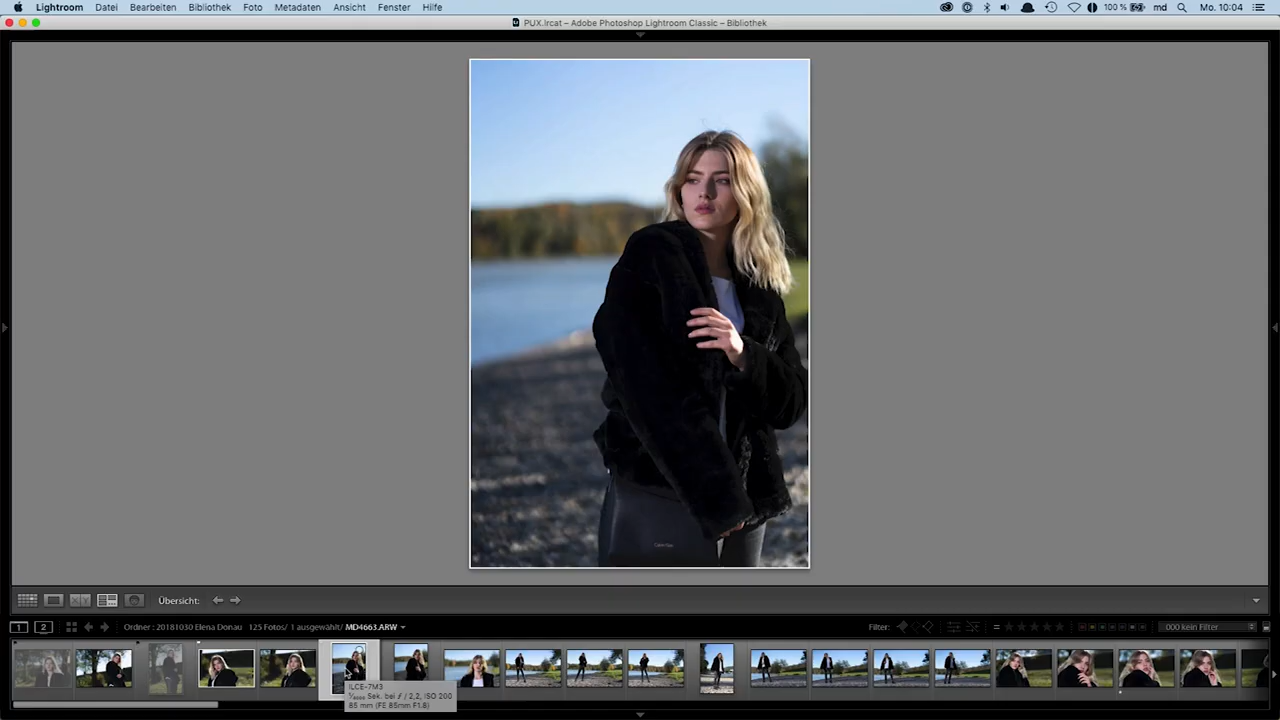 Lightroom Datei Bearbeiten Bibliothek Foto Metadaten Ansicht Fenster Hilfe 100 % md Mo. 10:04
PUX.lrcat – Adobe Photoshop Lightroom Classic – Bibliothek
Calvin Klein
Übersicht:
1 2 Ordner : 20181030 Elena Donau 125 Fotos / 1 ausgewählt / MD4663.ARW Filter: 000 kein Filter
ILCE-7M3
Sek. bei ƒ / 2,2, ISO 200
85 mm (FE 85mm F1.8)